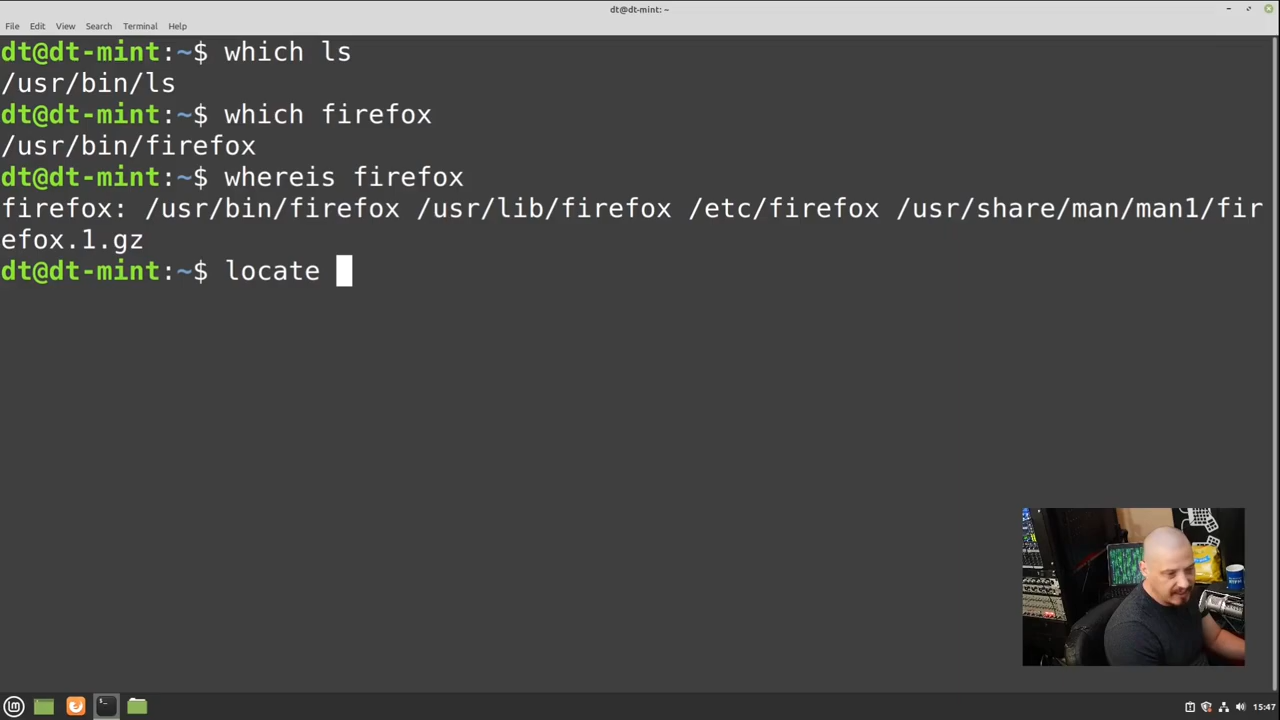 dt@dt-mint: ~
File Edit View Search Terminal Help
dt@dt-mint:~$ which ls
/usr/bin/ls
dt@dt-mint:~$ which firefox
/usr/bin/firefox
dt@dt-mint:~$ whereis firefox
firefox: /usr/bin/firefox /usr/lib/firefox /etc/firefox /usr/share/man/man1/fir
efox.1.gz
dt@dt-mint:~$ locate
15:47